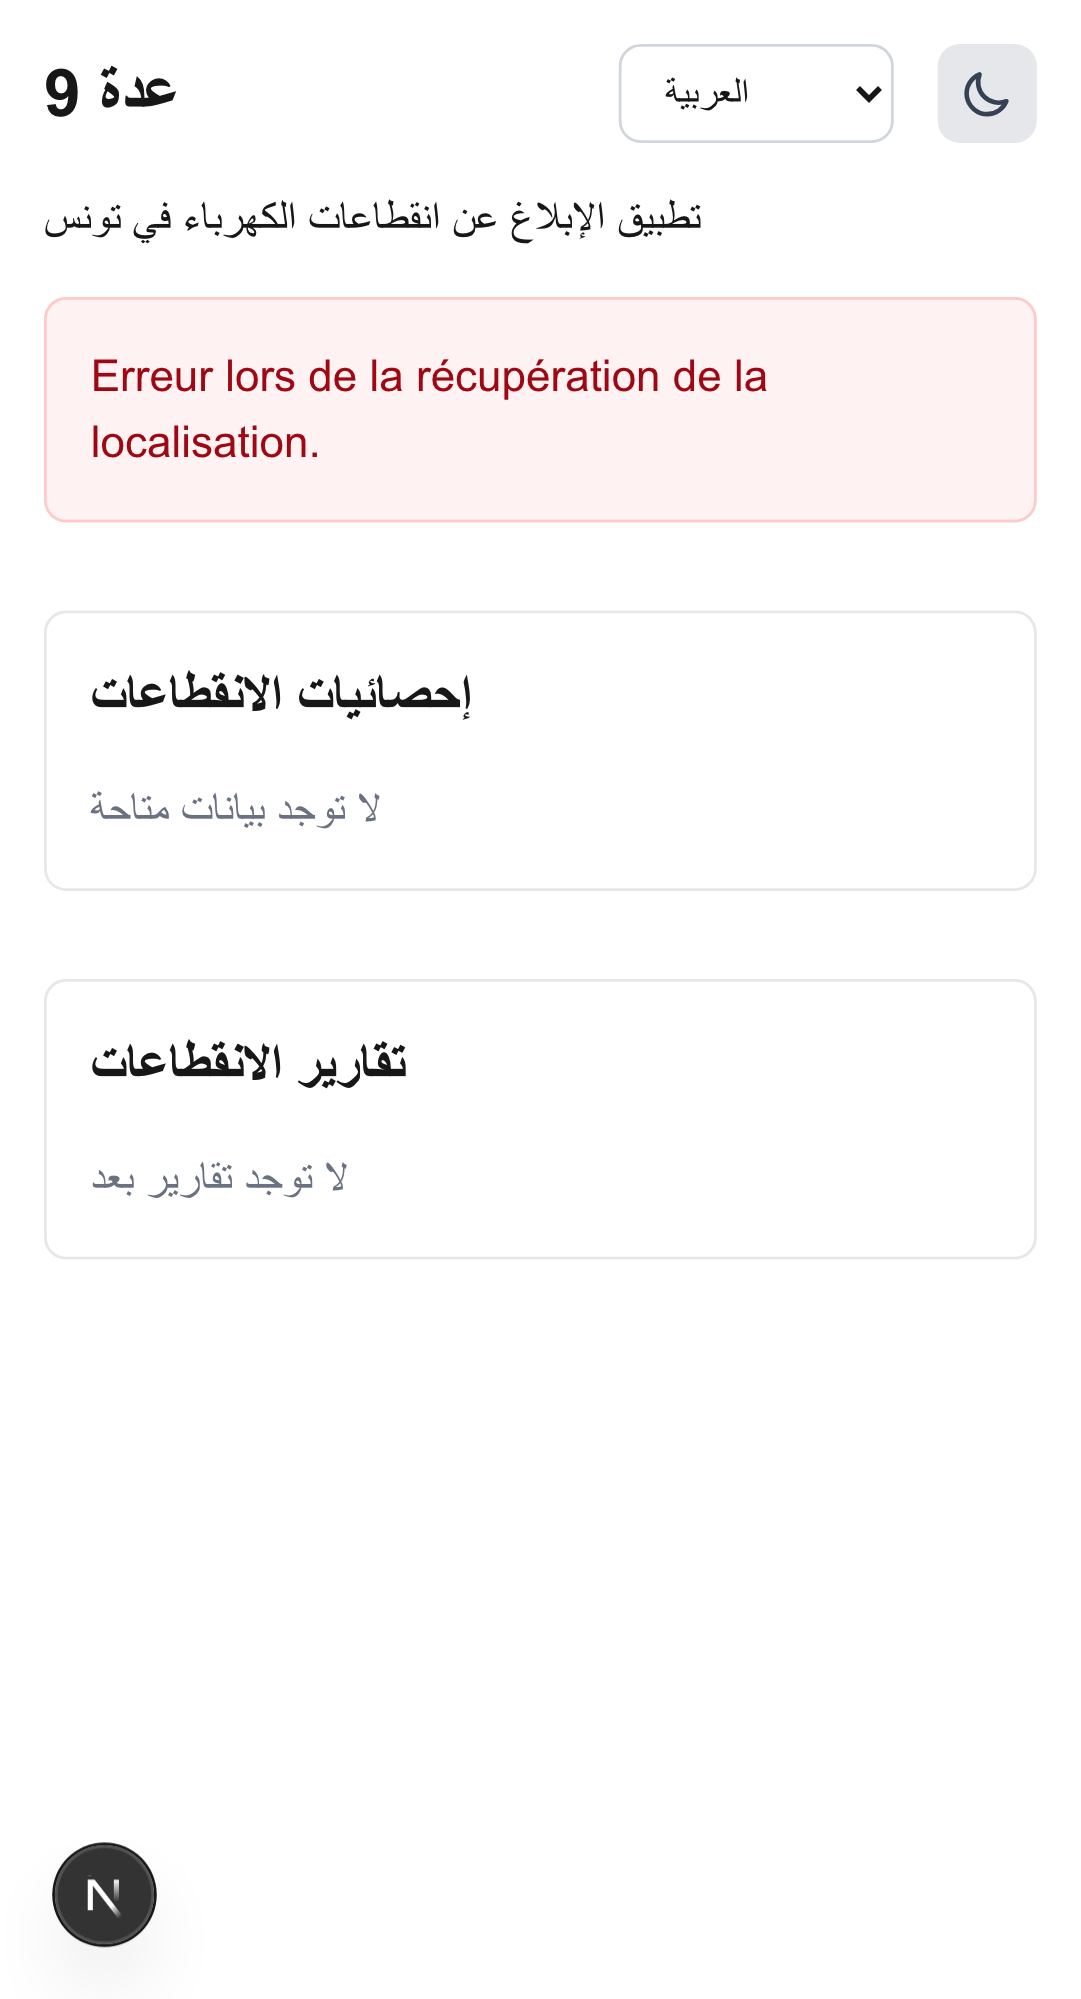 عدة 9
العربية
تطبيق الإبلاغ عن انقطاعات الكهرباء في تونس
Erreur lors de la récupération de la
localisation.
إحصائيات الانقطاعات
لا توجد بيانات متاحة
تقارير الانقطاعات
لا توجد تقارير بعد
N